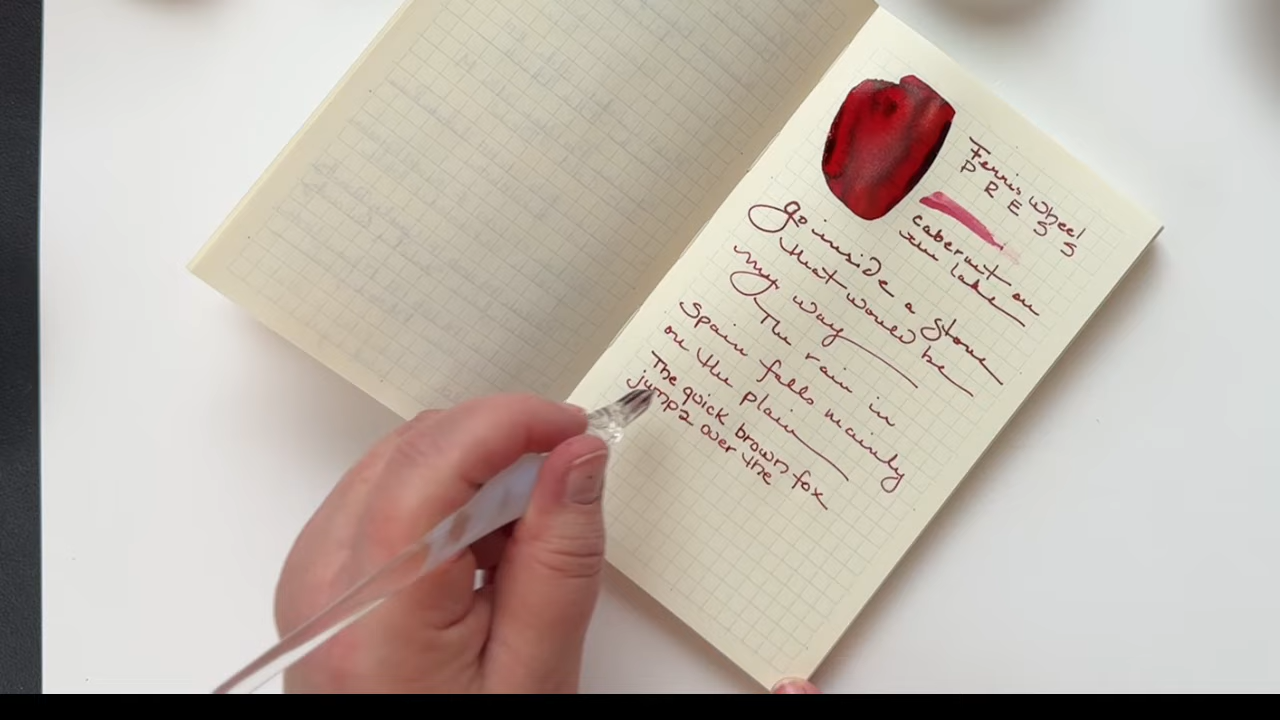 Ferris Wheel
PRESS
cabernet on
the lake
go inside a stone
that would be
my way
The rain in
Spain falls mainly
on the plain
The quick brown fox
jumps over the